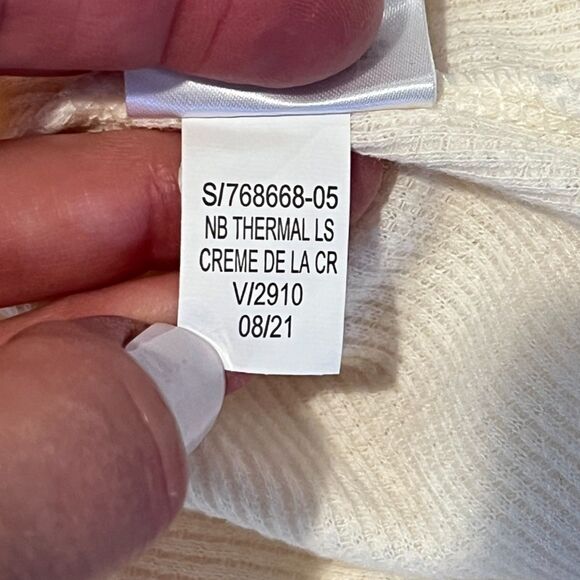 S/768668-05
NB THERMAL LS
CREME DE LA CR
V/2910
08/21